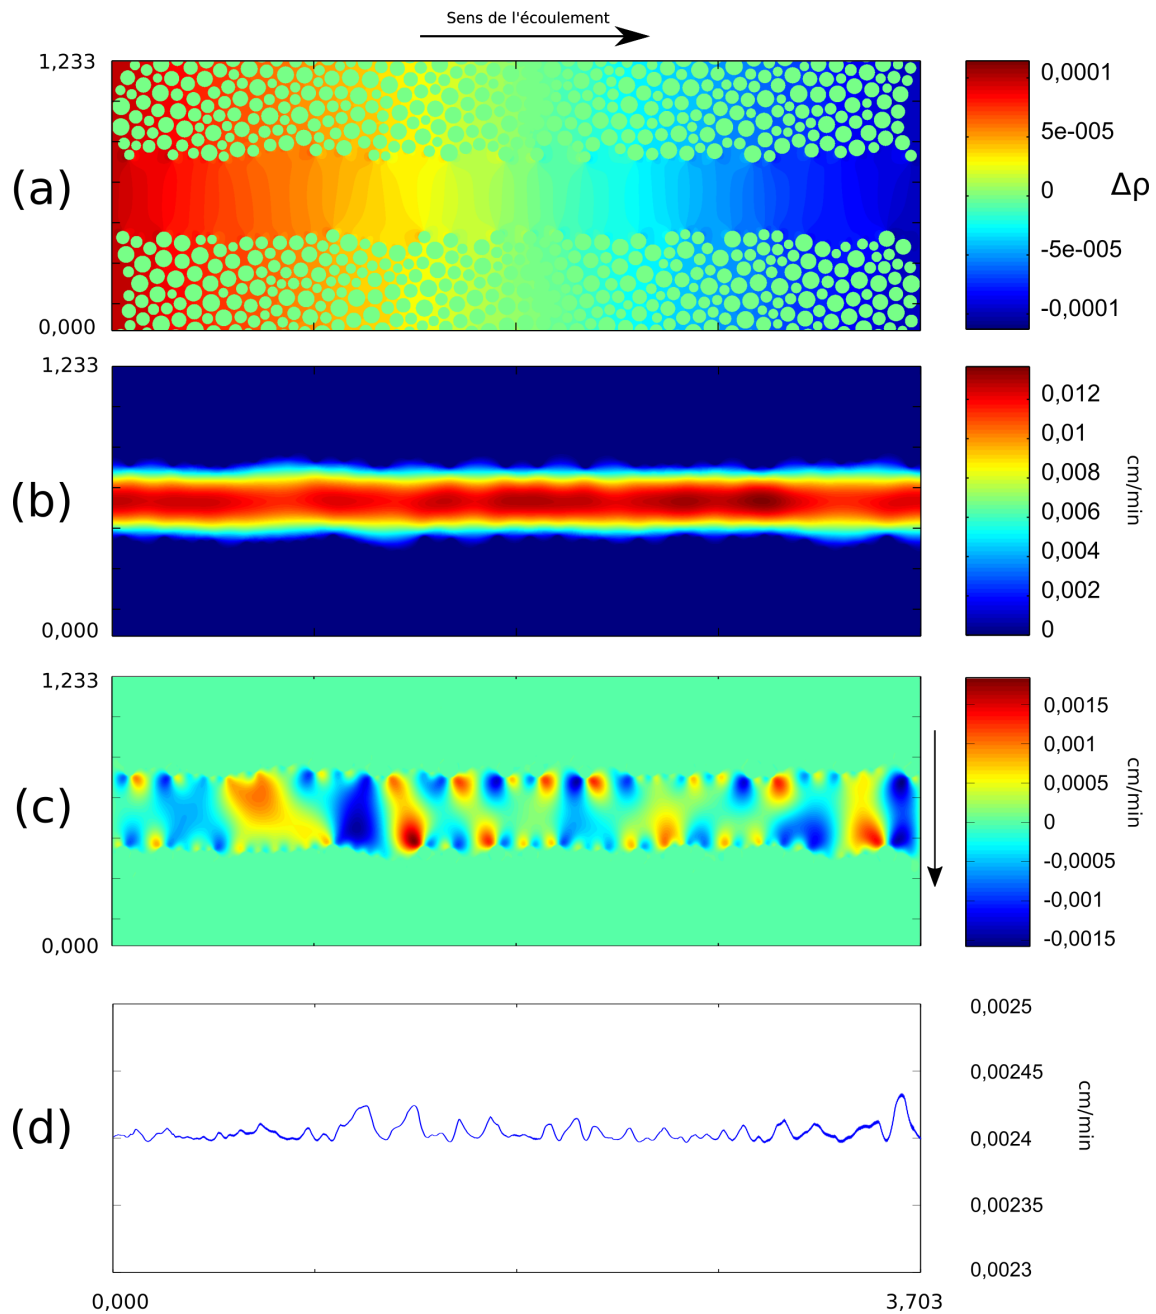 Sens de l'écoulement
1,233
(a)
0,000
0,0001
5e-005
0
-5e-005
-0,0001
Δρ
1,233
(b)
0,000
0,012
0,01
0,008
0,006
0,004
0,002
0
cm/min
1,233
(c)
0,000
0,0015
0,001
0,0005
0
-0,0005
-0,001
-0,0015
cm/min
(d)
0,0025
0,00245
0,0024
0,00235
0,0023
cm/min
0,000
3,703